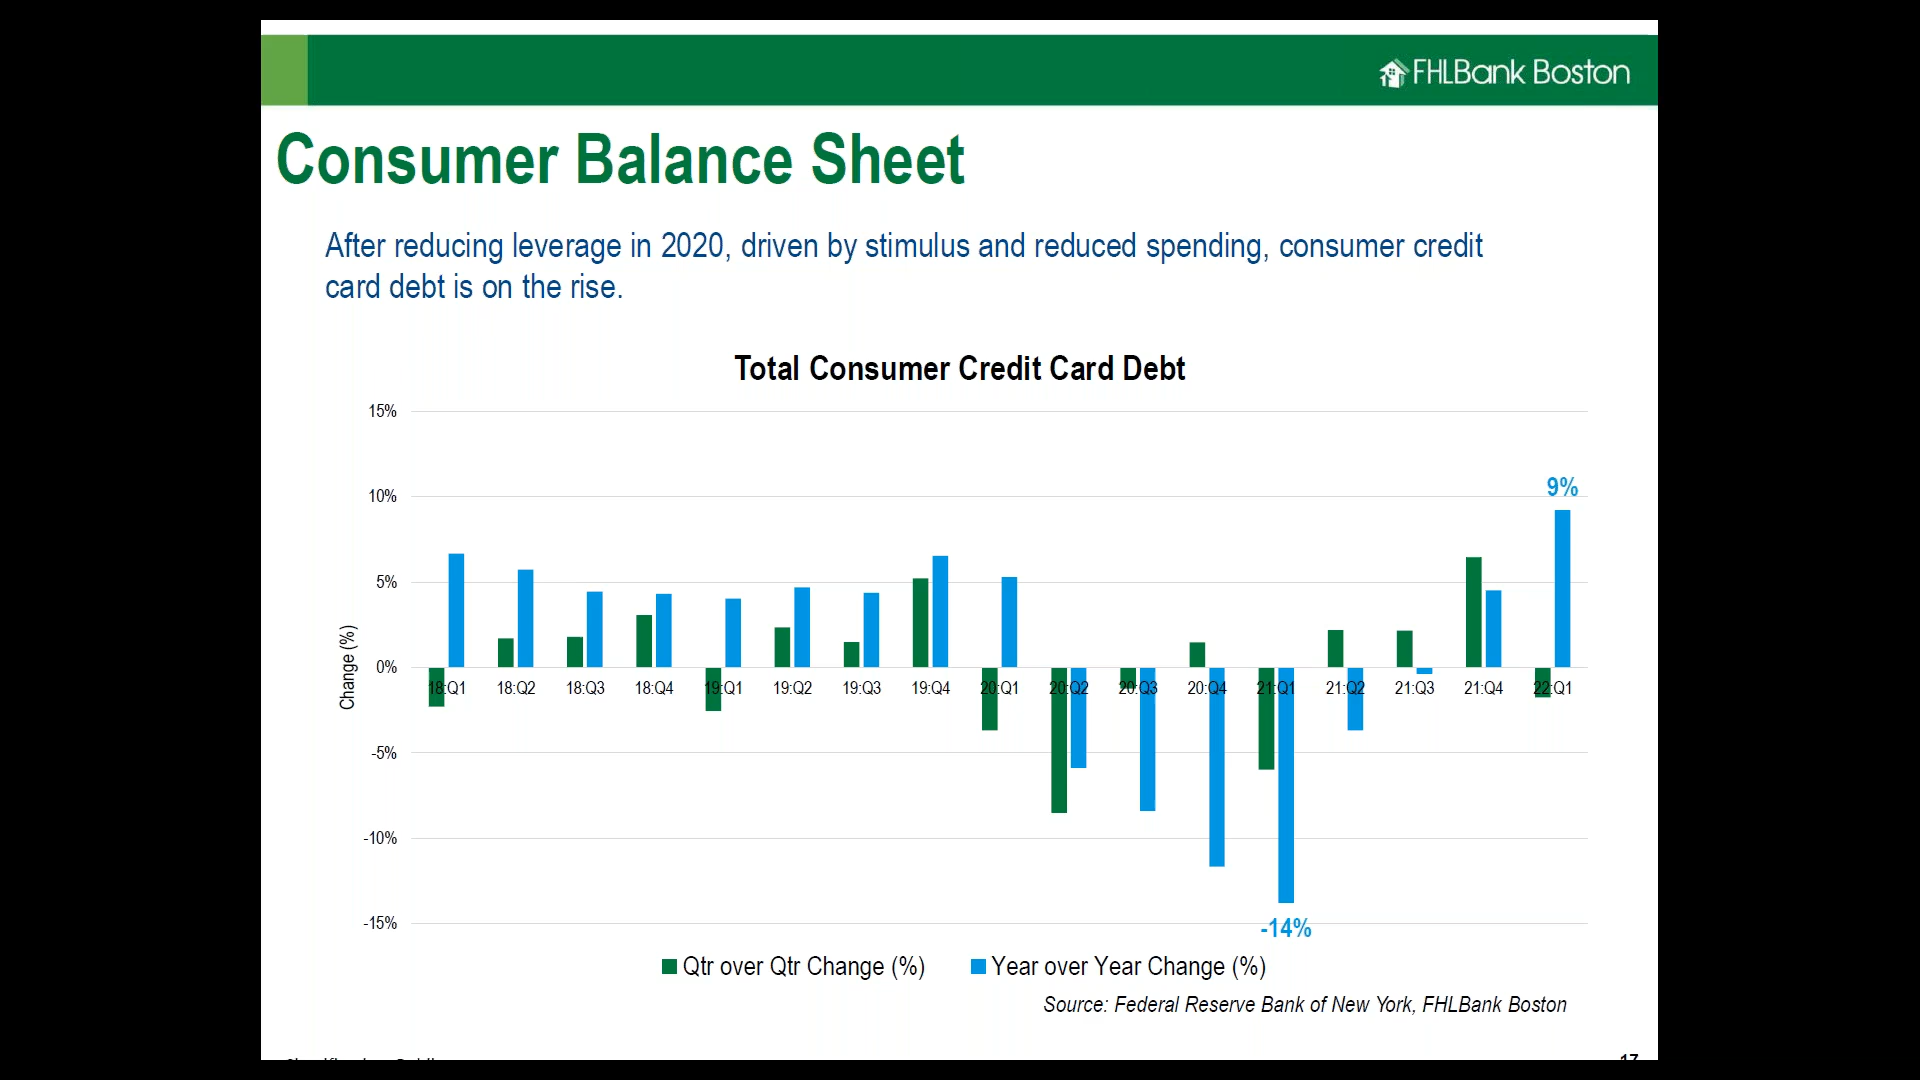 FHLBank Boston
Consumer Balance Sheet
After reducing leverage in 2020, driven by stimulus and reduced spending, consumer credit
card debt is on the rise.
Total Consumer Credit Card Debt
15%
10%
5%
0%
-5%
-10%
-15%
Change (%)
9%
-14%
18:Q1 18:Q2 18:Q3 18:Q4 19:Q1 19:Q2 19:Q3 19:Q4 20:Q1 20:Q2 20:Q3 20:Q4 21:Q1 21:Q2 21:Q3 21:Q4 22:Q1
Qtr over Qtr Change (%) Year over Year Change (%)
Source: Federal Reserve Bank of New York, FHLBank Boston
17